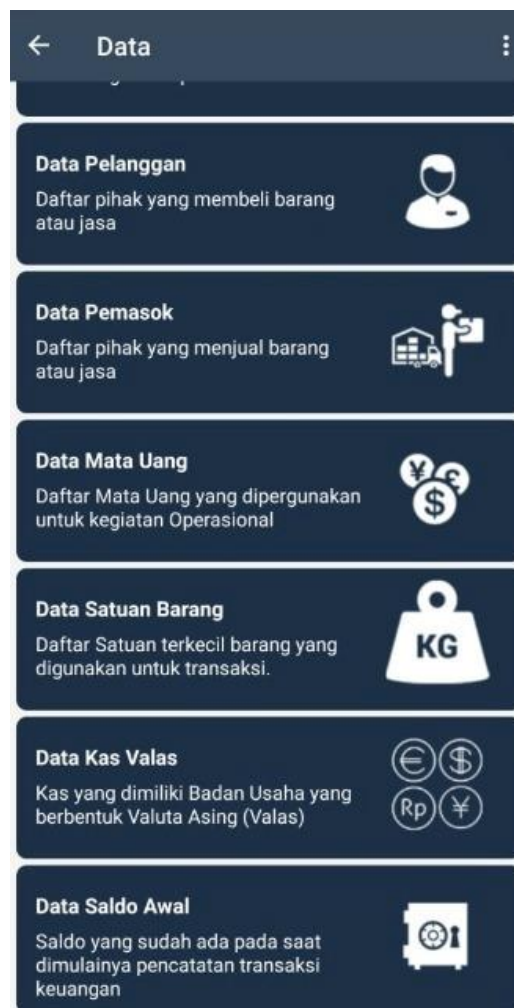 Data
Data Pelanggan
Daftar pihak yang membeli barang
atau jasa
Data Pemasok
Daftar pihak yang menjual barang
atau jasa
Data Mata Uang
Daftar Mata Uang yang dipergunakan
untuk kegiatan Operasional
Data Satuan Barang
Daftar Satuan terkecil barang yang
digunakan untuk transaksi.
KG
Data Kas Valas
Kas yang dimiliki Badan Usaha yang
berbentuk Valuta Asing (Valas)
Rp
Data Saldo Awal
Saldo yang sudah ada pada saat
dimulainya pencatatan transaksi
keuangan